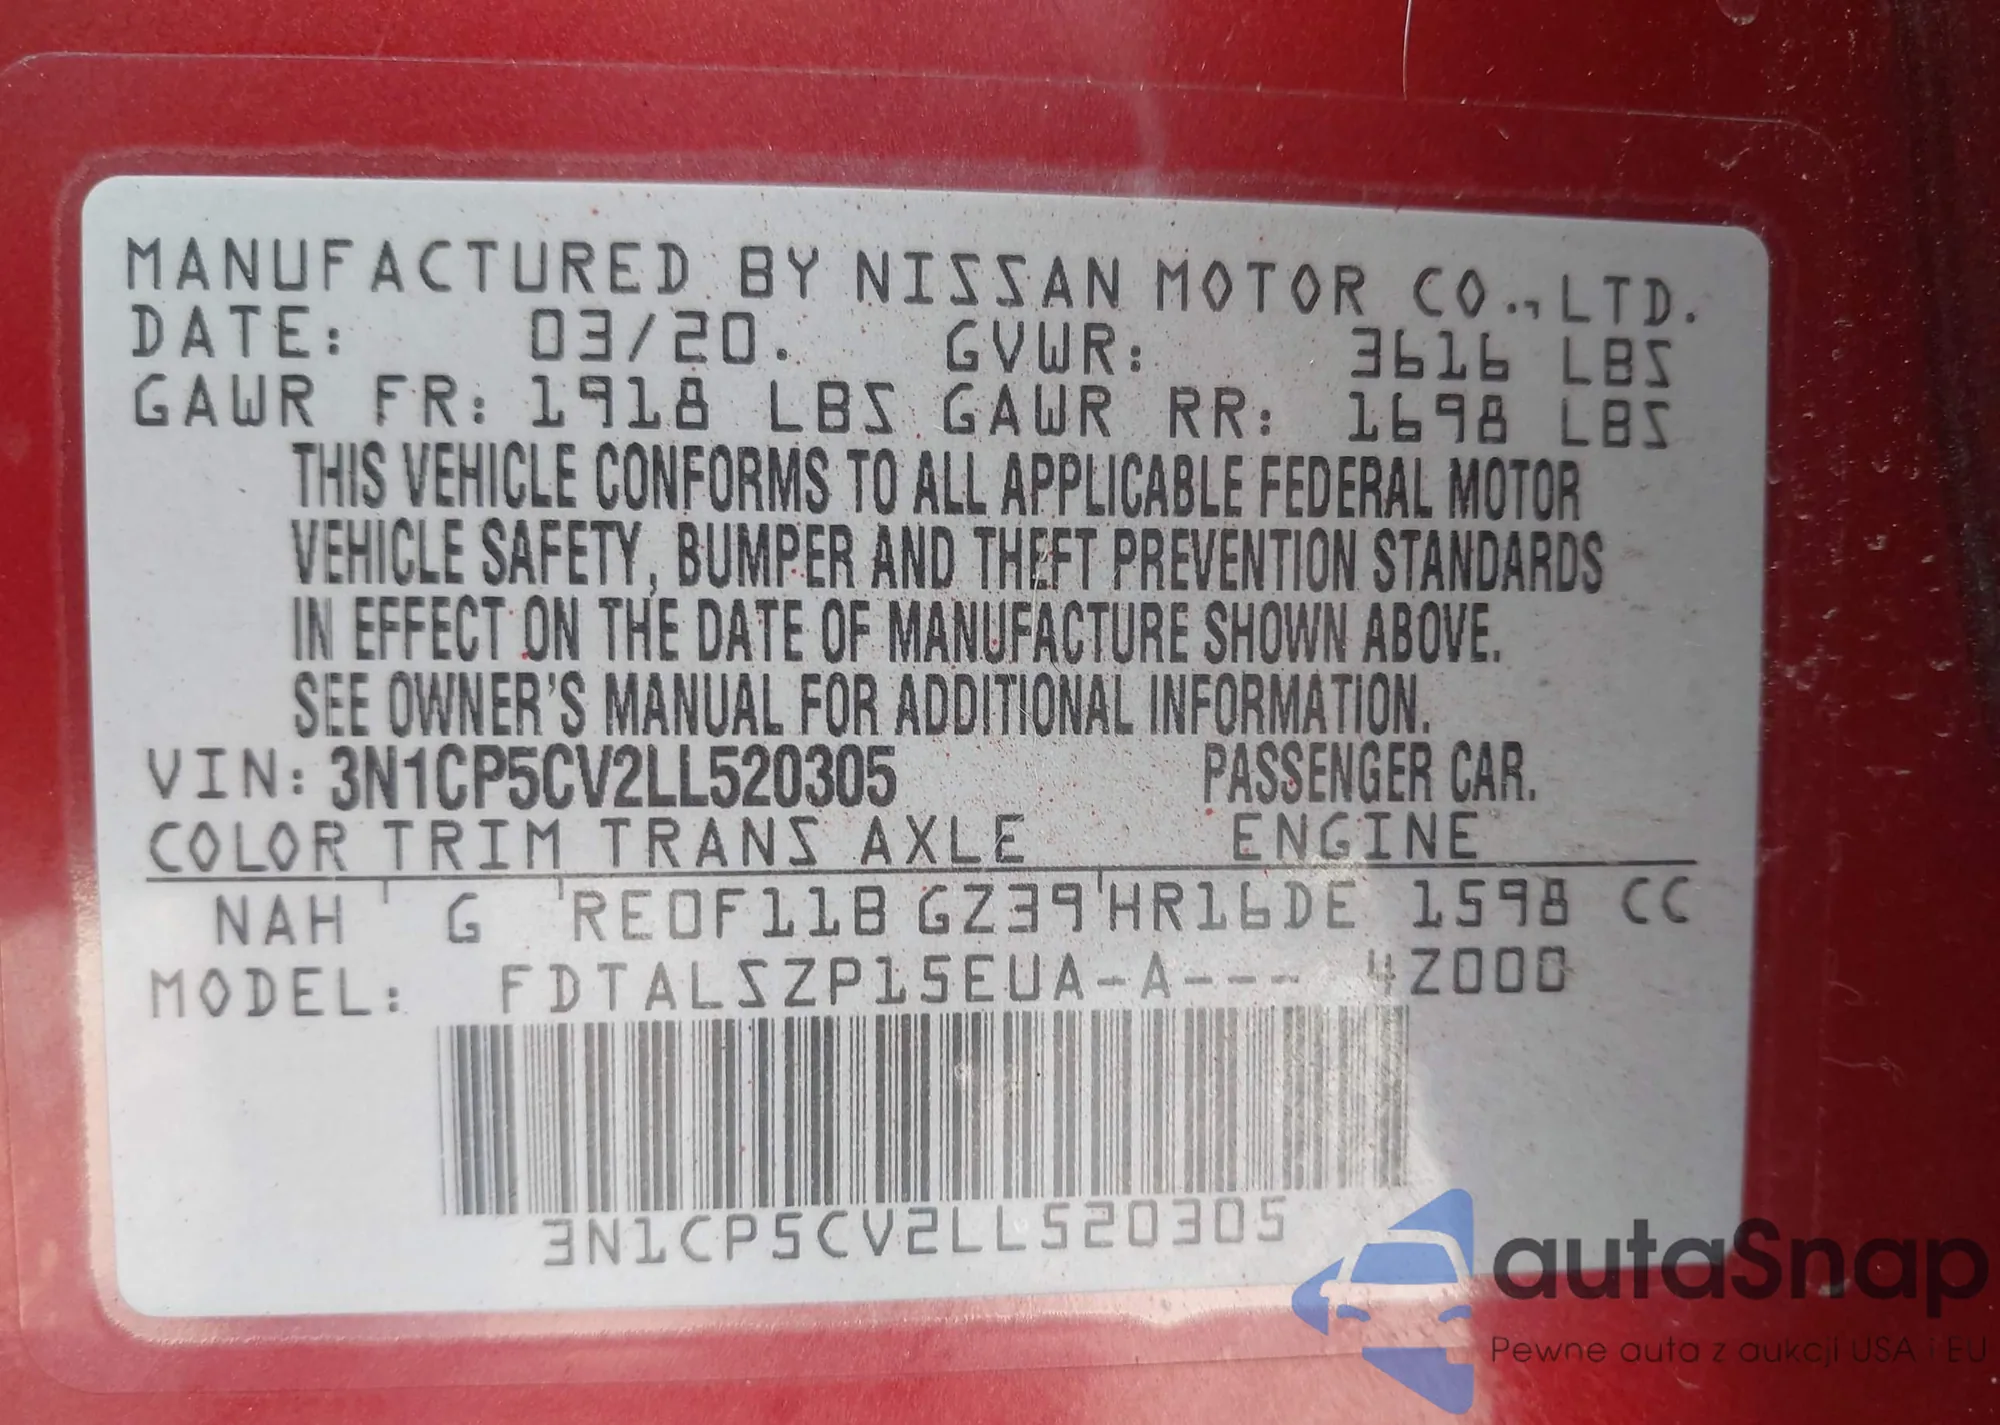 MANUFACTURED BY NISSAN MOTOR CO., LTD.
DATE: 03/20. GVWR: 3616 LBS
GAWR FR: 1918 LBS GAWR RR: 1698 LBS
THIS VEHICLE CONFORMS TO ALL APPLICABLE FEDERAL MOTOR
VEHICLE SAFETY, BUMPER AND THEFT PREVENTION STANDARDS
IN EFFECT ON THE DATE OF MANUFACTURE SHOWN ABOVE.
SEE OWNER'S MANUAL FOR ADDITIONAL INFORMATION.
VIN: 3N1CP5CV2LL520305 PASSENGER CAR.
COLOR TRIM TRANS AXLE ENGINE
NAH G RE0F11B GZ39 HR16DE 1598 CC
MODEL: FDTALSZP15EUA-A--- 4Z000
3N1CP5CV2LL520305
autaSnap
Pewne auta z aukcji USA i EU